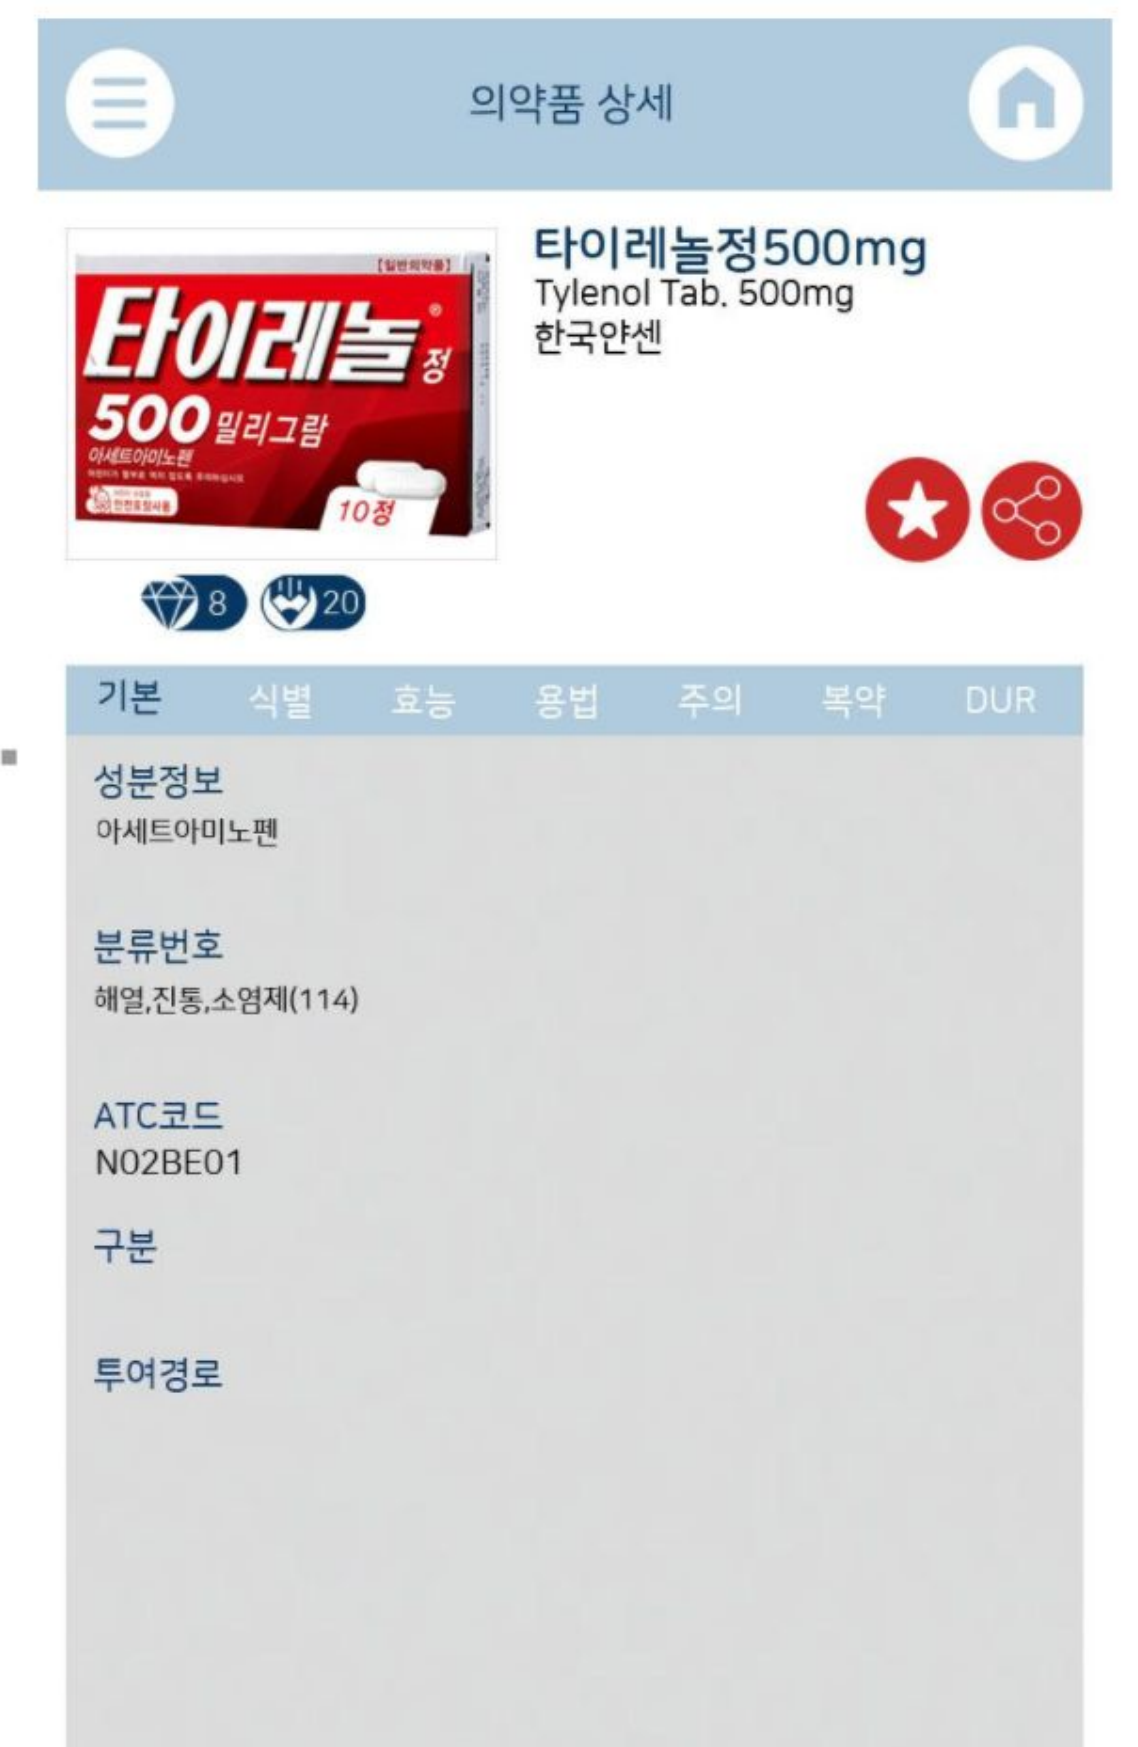 의약품 상세
타이레놀정500mg
Tylenol Tab. 500mg
한국얀센
[일반의약품]
타이레놀®정
500밀리그람
아세트아미노펜
10정
8 20
기본 식별 효능 용법 주의 복약 DUR
성분정보
아세트아미노펜
분류번호
해열,진통,소염제(114)
ATC코드
N02BE01
구분
투여경로